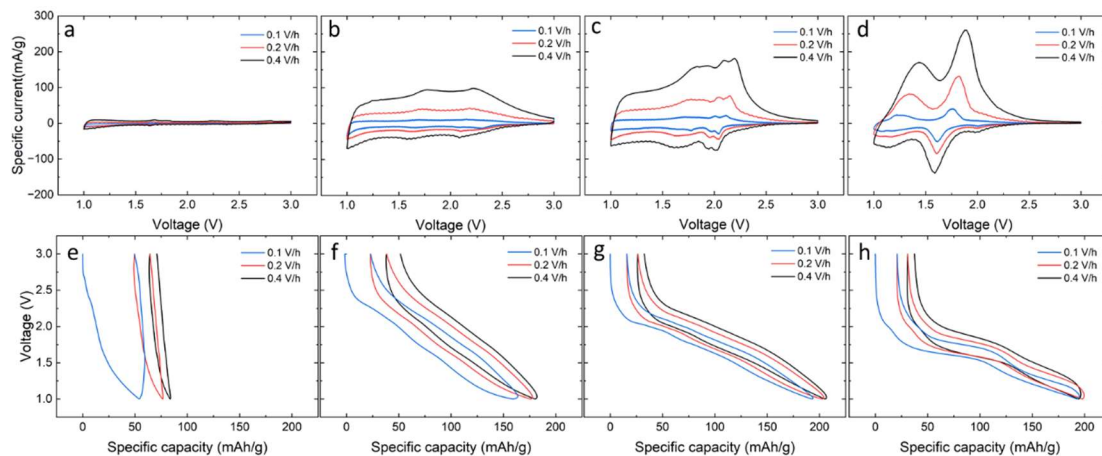 a
0.1 V/h
0.2 V/h
0.4 V/h
b
0.1 V/h
0.2 V/h
0.4 V/h
c
0.1 V/h
0.2 V/h
0.4 V/h
d
0.1 V/h
0.2 V/h
0.4 V/h
Specific current(mA/g)
300
200
100
0
−100
−200
1.0 1.5 2.0 2.5 3.0
1.0 1.5 2.0 2.5 3.0
1.0 1.5 2.0 2.5 3.0
1.0 1.5 2.0 2.5 3.0
Voltage (V)
Voltage (V)
Voltage (V)
Voltage (V)
e
0.1 V/h
0.2 V/h
0.4 V/h
f
0.1 V/h
0.2 V/h
0.4 V/h
g
0.1 V/h
0.2 V/h
0.4 V/h
h
0.1 V/h
0.2 V/h
0.4 V/h
Voltage (V)
3.0
2.5
2.0
1.5
1.0
0 50 100 150 200
0 50 100 150 200
0 50 100 150 200
0 50 100 150 200
Specific capacity (mAh/g)
Specific capacity (mAh/g)
Specific capacity (mAh/g)
Specific capacity (mAh/g)